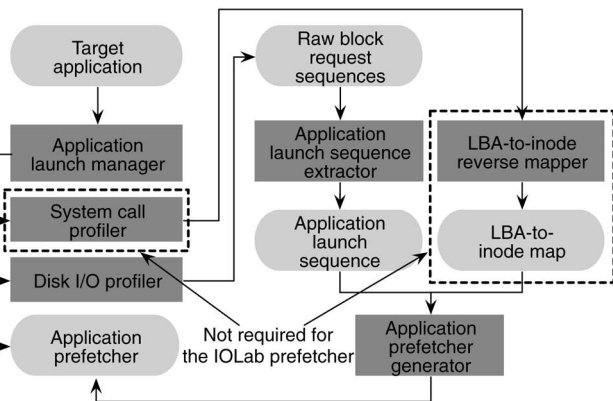 Target
application
Application
launch manager
System call
profiler
Disk I/O profiler
Application
prefetcher
Raw block
request
sequences
Application
launch sequence
extractor
Application
launch
sequence
LBA-to-inode
reverse mapper
LBA-to-
inode map
Not required for
the IOLab prefetcher
Application
prefetcher
generator